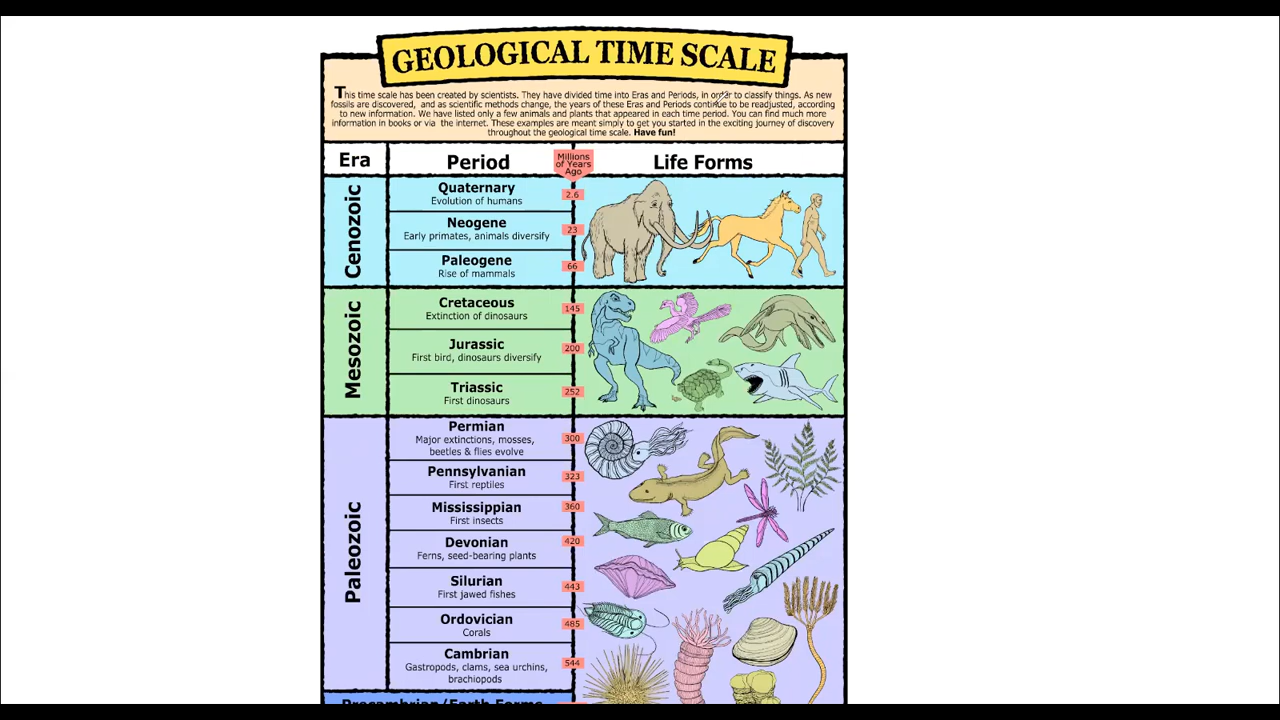 GEOLOGICAL TIME SCALE
This time scale has been created by scientists. They have divided time into Eras and Periods, in order to classify things. As new
fossils are discovered, and as scientific methods change, the years of these Eras and Periods continue to be readjusted, according
to new information. We have listed only a few animals and plants that appeared in each time period. You can find much more
information in books or via the internet. These examples are meant simply to get you started in the exciting journey of discovery
throughout the geological time scale. Have fun!
Era
Period
Millions
of Years
Ago
Life Forms
Cenozoic
Quaternary
Evolution of humans
2.6
Neogene
Early primates, animals diversify
23
Paleogene
Rise of mammals
66
Mesozoic
Cretaceous
Extinction of dinosaurs
145
Jurassic
First bird, dinosaurs diversify
200
Triassic
First dinosaurs
252
Paleozoic
Permian
Major extinctions, mosses,
beetles & flies evolve
300
Pennsylvanian
First reptiles
323
Mississippian
First insects
360
Devonian
Ferns, seed-bearing plants
420
Silurian
First jawed fishes
443
Ordovician
Corals
485
Cambrian
Gastropods, clams, sea urchins,
brachiopods
544
Precambrian/Earth Forms